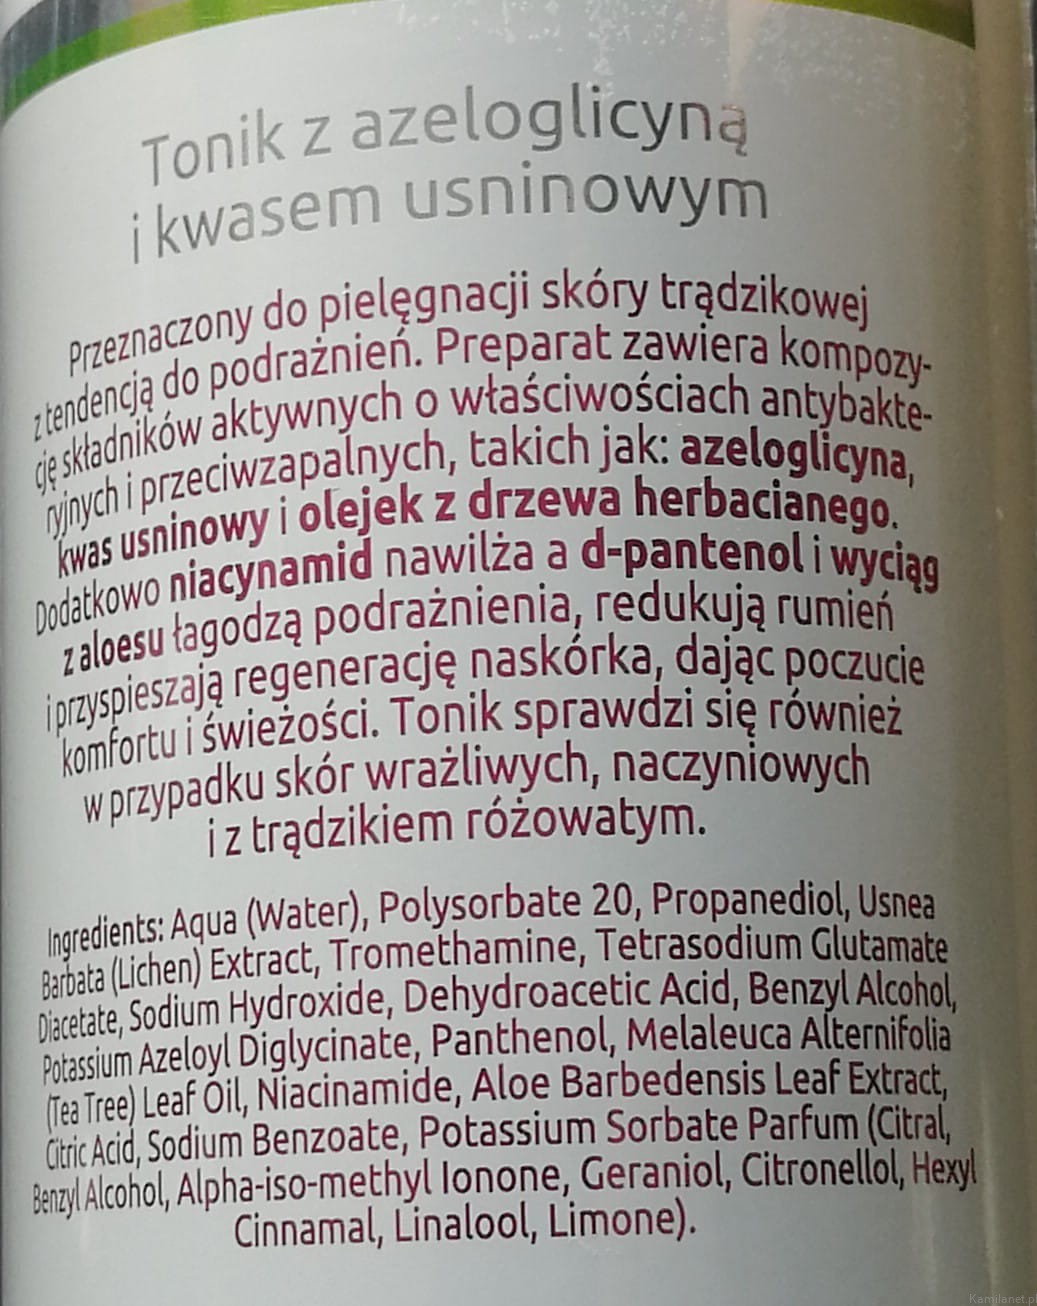 Tonik z azeloglicyną
i kwasem usninowym
Przeznaczony do pielęgnacji skóry trądzikowej
z tendencją do podrażnień. Preparat zawiera kompozy-
cję składników aktywnych o właściwościach antybakte-
ryjnych i przeciwzapalnych, takich jak: azeloglicyna,
kwas usninowy i olejek z drzewa herbacianego.
Dodatkowo niacynamid nawilża a d-pantenol i wyciąg
z aloesu łagodzą podrażnienia, redukują rumień
i przyspieszają regenerację naskórka, dając poczucie
komfortu i świeżości. Tonik sprawdzi się również
w przypadku skór wrażliwych, naczyniowych
i z trądzikiem różowatym.
Ingredients: Aqua (Water), Polysorbate 20, Propanediol, Usnea
Barbata (Lichen) Extract, Tromethamine, Tetrasodium Glutamate
Diacetate, Sodium Hydroxide, Dehydroacetic Acid, Benzyl Alcohol,
Potassium Azeloyl Diglycinate, Panthenol, Melaleuca Alternifolia
(Tea Tree) Leaf Oil, Niacinamide, Aloe Barbedensis Leaf Extract,
Citric Acid, Sodium Benzoate, Potassium Sorbate Parfum (Citral,
Benzyl Alcohol, Alpha-iso-methyl Ionone, Geraniol, Citronellol, Hexyl
Cinnamal, Linalool, Limone).
Kamilanet.pl